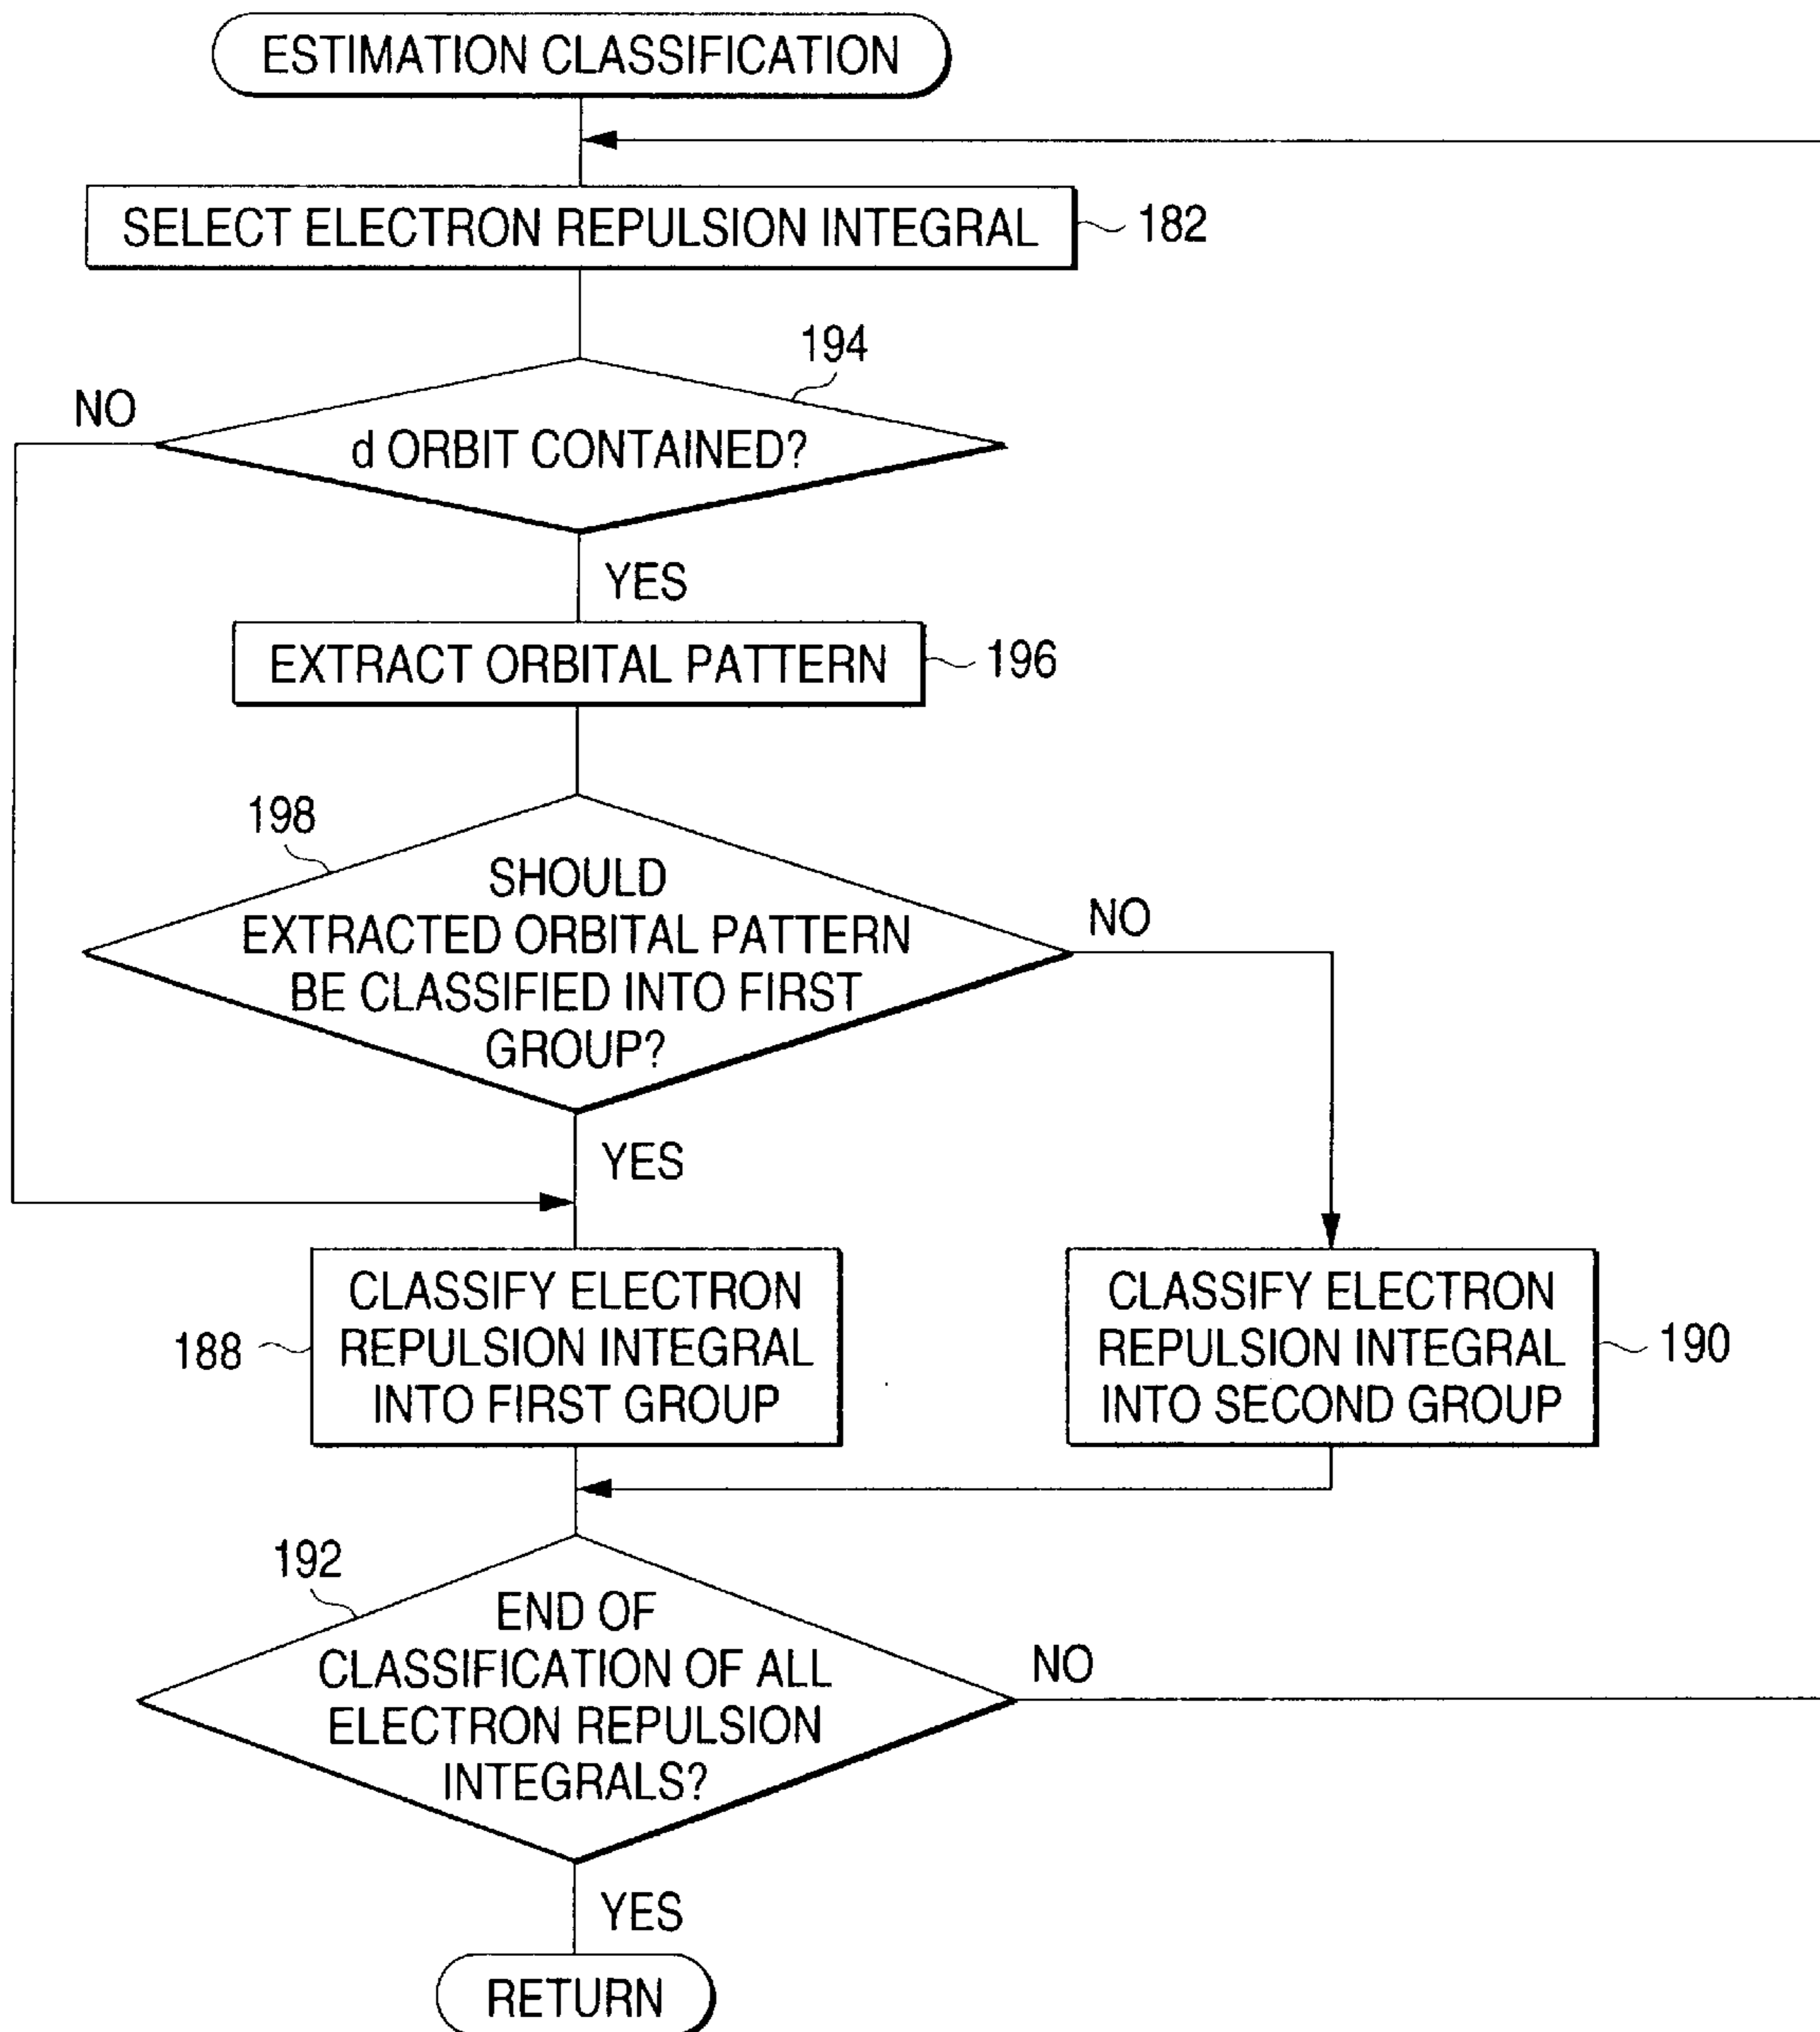 ESTIMATION CLASSIFICATION
SELECT ELECTRON REPULSION INTEGRAL
182
194
NO
d ORBIT CONTAINED?
YES
EXTRACT ORBITAL PATTERN
196
198
SHOULD
EXTRACTED ORBITAL PATTERN
BE CLASSIFIED INTO FIRST
GROUP?
NO
YES
188
CLASSIFY ELECTRON
REPULSION INTEGRAL
INTO FIRST GROUP
CLASSIFY ELECTRON
REPULSION INTEGRAL
INTO SECOND GROUP
190
192
END OF
CLASSIFICATION OF ALL
ELECTRON REPULSION
INTEGRALS?
NO
YES
RETURN